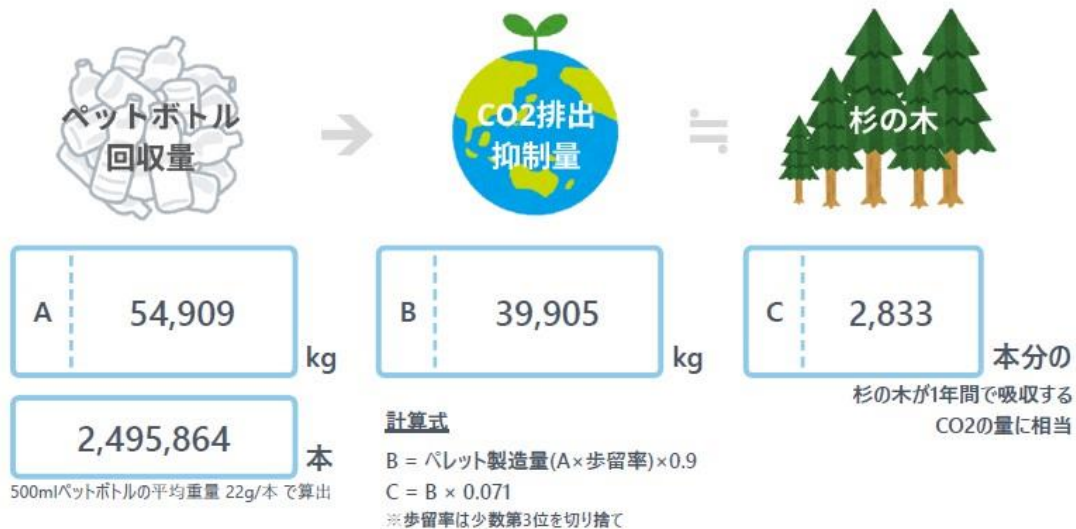 ペットボトル
回収量
→
CO2排出
抑制量
≒
杉の木
A 54,909 kg
B 39,905 kg
C 2,833 本分の
杉の木が1年間で吸収する
CO2の量に相当
2,495,864 本
500mlペットボトルの平均重量 22g/本 で算出
計算式
B = ペレット製造量(A×歩留率)×0.9
C = B × 0.071
※歩留率は少数第3位を切り捨て